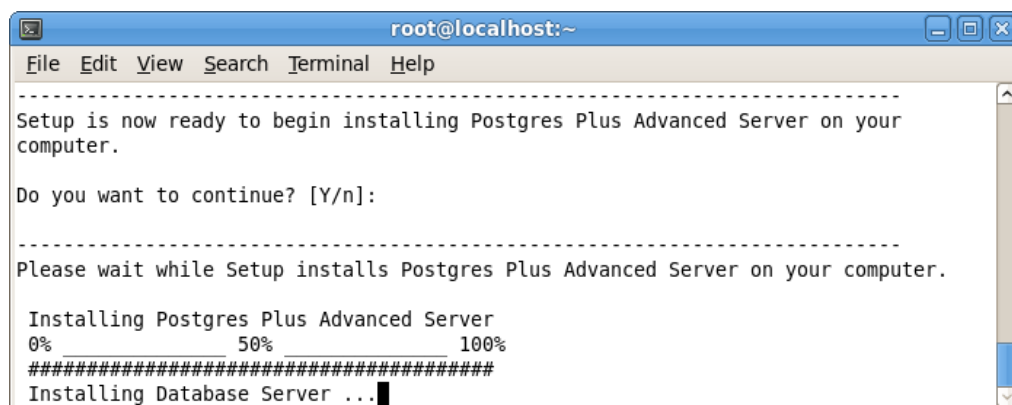 root@localhost:~
File Edit View Search Terminal Help
--------------------------------------------------------------------------
Setup is now ready to begin installing Postgres Plus Advanced Server on your
computer.
Do you want to continue? [Y/n]:
--------------------------------------------------------------------------
Please wait while Setup installs Postgres Plus Advanced Server on your computer.
Installing Postgres Plus Advanced Server
0% ______________ 50% ______________ 100%
########################################
Installing Database Server ...